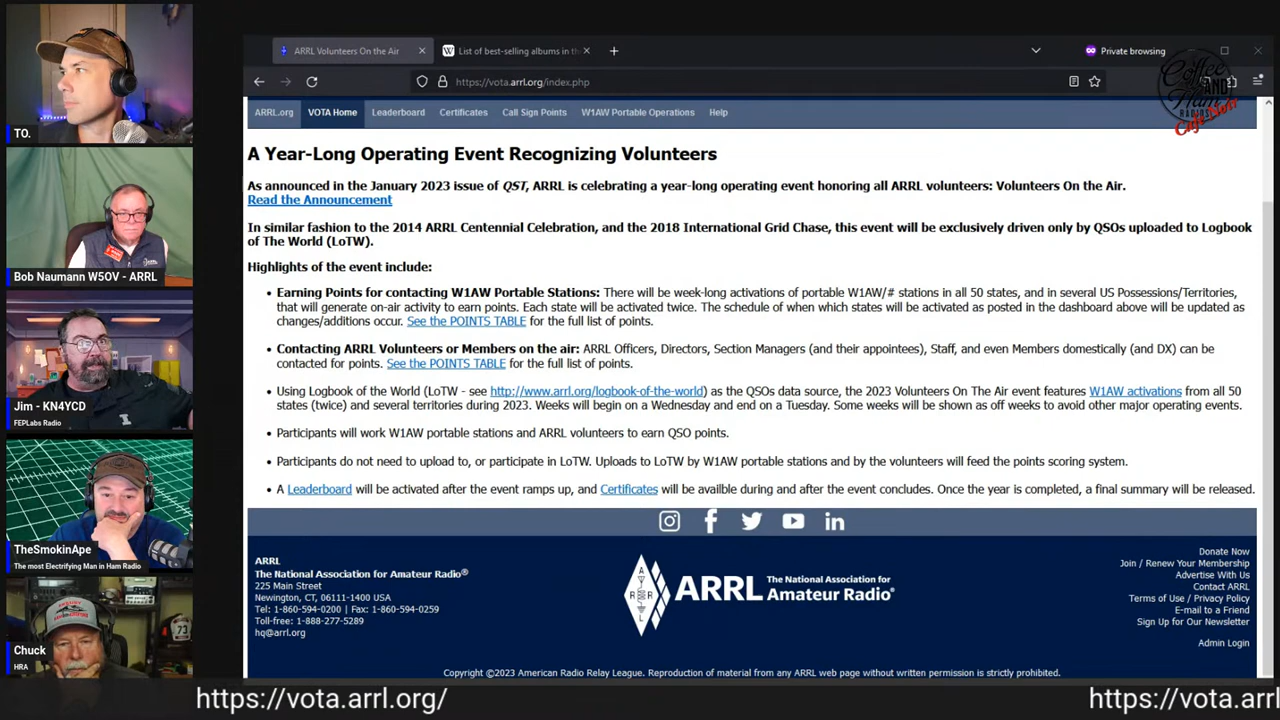 TO.
Bob Naumann W5OV - ARRL
Jim - KN4YCD
FEPLabs Radio
TheSmokinApe
The most Electrifying Man in Ham Radio
Chuck
HRA
73
ARRL Volunteers On the Air
W List of best-selling albums in th
Private browsing
https://vota.arrl.org/index.php
Coffee
AND
Ham
RADIOS
Café Noir
ARRL.org VOTA Home Leaderboard Certificates Call Sign Points W1AW Portable Operations Help
A Year-Long Operating Event Recognizing Volunteers
As announced in the January 2023 issue of QST, ARRL is celebrating a year-long operating event honoring all ARRL volunteers: Volunteers On the Air.
Read the Announcement
In similar fashion to the 2014 ARRL Centennial Celebration, and the 2018 International Grid Chase, this event will be exclusively driven only by QSOs uploaded to Logbook
of The World (LoTW).
Highlights of the event include:
• Earning Points for contacting W1AW Portable Stations: There will be week-long activations of portable W1AW/# stations in all 50 states, and in several US Possessions/Territories,
that will generate on-air activity to earn points. Each state will be activated twice. The schedule of when which states will be activated as posted in the dashboard above will be updated as
changes/additions occur. See the POINTS TABLE for the full list of points.
• Contacting ARRL Volunteers or Members on the air: ARRL Officers, Directors, Section Managers (and their appointees), Staff, and even Members domestically (and DX) can be
contacted for points. See the POINTS TABLE for the full list of points.
• Using Logbook of the World (LoTW - see http://www.arrl.org/logbook-of-the-world) as the QSOs data source, the 2023 Volunteers On The Air event features W1AW activations from all 50
states (twice) and several territories during 2023. Weeks will begin on a Wednesday and end on a Tuesday. Some weeks will be shown as off weeks to avoid other major operating events.
• Participants will work W1AW portable stations and ARRL volunteers to earn QSO points.
• Participants do not need to upload to, or participate in LoTW. Uploads to LoTW by W1AW portable stations and by the volunteers will feed the points scoring system.
• A Leaderboard will be activated after the event ramps up, and Certificates will be availble during and after the event concludes. Once the year is completed, a final summary will be released.
ARRL
The National Association for Amateur Radio®
225 Main Street
Newington, CT, 06111-1400 USA
Tel: 1-860-594-0200 | Fax: 1-860-594-0259
Toll-free: 1-888-277-5289
hq@arrl.org
A
R R
L
ARRL The National Association for
Amateur Radio®
Donate Now
Join / Renew Your Membership
Advertise With Us
Contact ARRL
Terms of Use / Privacy Policy
E-mail to a Friend
Sign Up for Our Newsletter
Admin Login
Copyright ©2023 American Radio Relay League. Reproduction of material from any ARRL web page without written permission is strictly prohibited.
https://vota.arrl.org/ https://vota.arrl